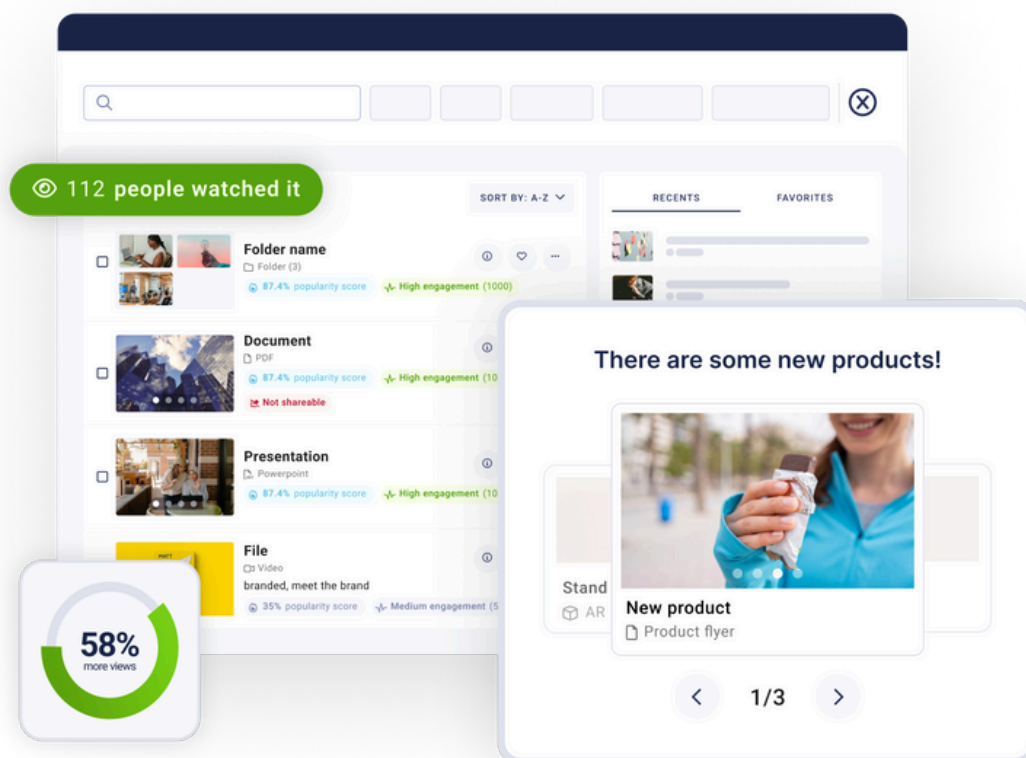 112 people watched it
SORT BY: A-Z
RECENTS
FAVORITES
Folder name
Folder (3)
87.4% popularity score
High engagement (1000)
Document
PDF
87.4% popularity score
High engagement (10
Not shareable
Presentation
Powerpoint
87.4% popularity score
High engagement (10
File
Video
branded, meet the brand
35% popularity score
Medium engagement (5
MATT
58%
more views
There are some new products!
Stand
AR
New product
Product flyer
1/3